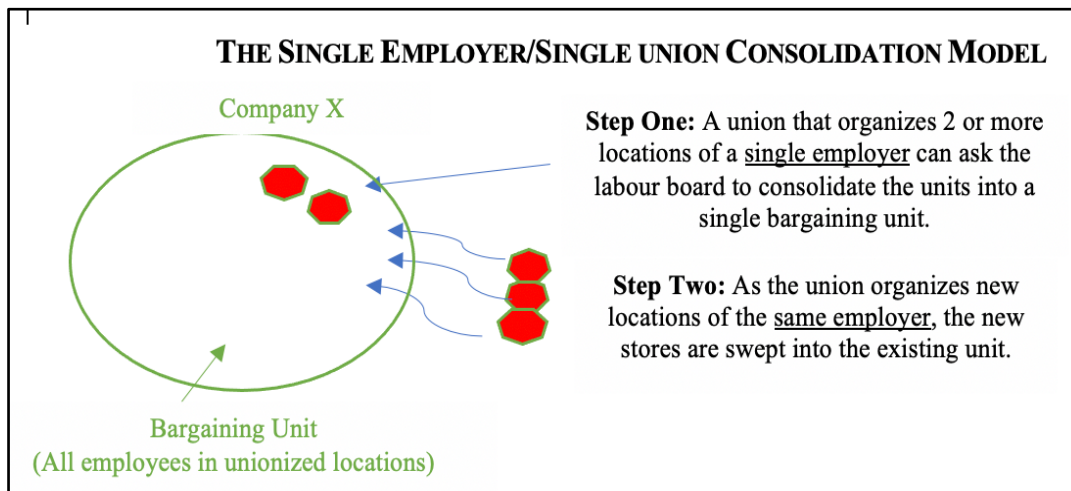 THE SINGLE EMPLOYER/SINGLE UNION CONSOLIDATION MODEL
Company X
Step One: A union that organizes 2 or more
locations of a single employer can ask the
labour board to consolidate the units into a
single bargaining unit.
Step Two: As the union organizes new
locations of the same employer, the new
stores are swept into the existing unit.
Bargaining Unit
(All employees in unionized locations)